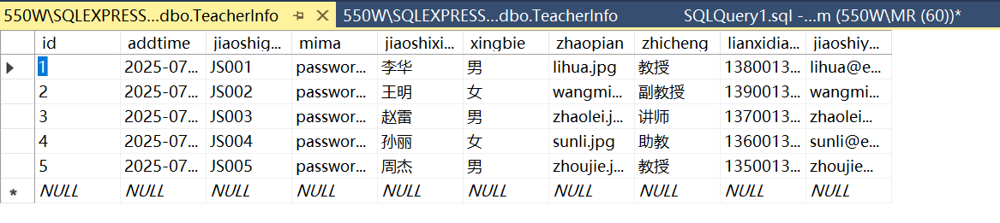 550W\SQLEXPRESS...dbo.TeacherInfo 550W\SQLEXPRESS...dbo.TeacherInfo SQLQuery1.sql -...m (550W\MR (60))*
id addtime jiaoshig... mima jiaoshixi... xingbie zhaopian zhicheng lianxidia... jiaoshiy...
1 2025-07... JS001 passwor... 李华 男 lihua.jpg 教授 1380013... lihua@e...
2 2025-07... JS002 passwor... 王明 女 wangmi... 副教授 1390013... wangmi...
3 2025-07... JS003 passwor... 赵雷 男 zhaolei.j... 讲师 1370013... zhaolei...
4 2025-07... JS004 passwor... 孙丽 女 sunli.jpg 助教 1360013... sunli@e...
5 2025-07... JS005 passwor... 周杰 男 zhoujie.j... 教授 1350013... zhoujie...
NULL NULL NULL NULL NULL NULL NULL NULL NULL NULL